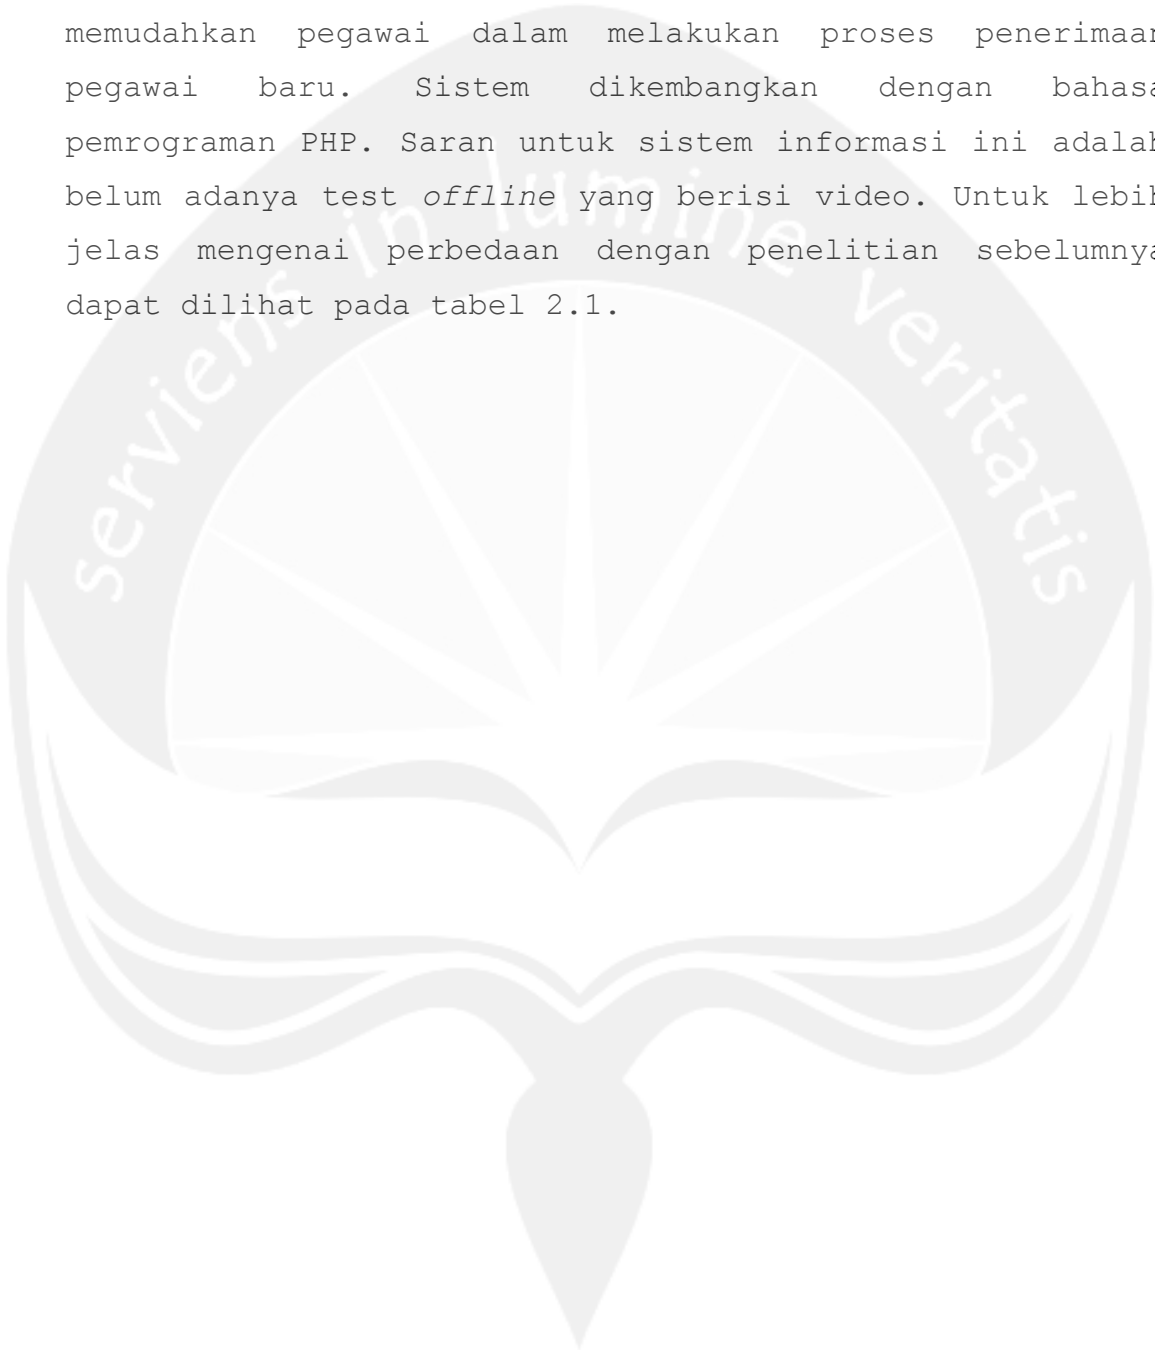 memudahkan pegawai dalam melakukan proses penerimaan
pegawai baru. Sistem dikembangkan dengan bahasa
pemrograman PHP. Saran untuk sistem informasi ini adalah
belum adanya test offline yang berisi video. Untuk lebih
jelas mengenai perbedaan dengan penelitian sebelumnya
dapat dilihat pada tabel 2.1.
serviens in lumine veritatis